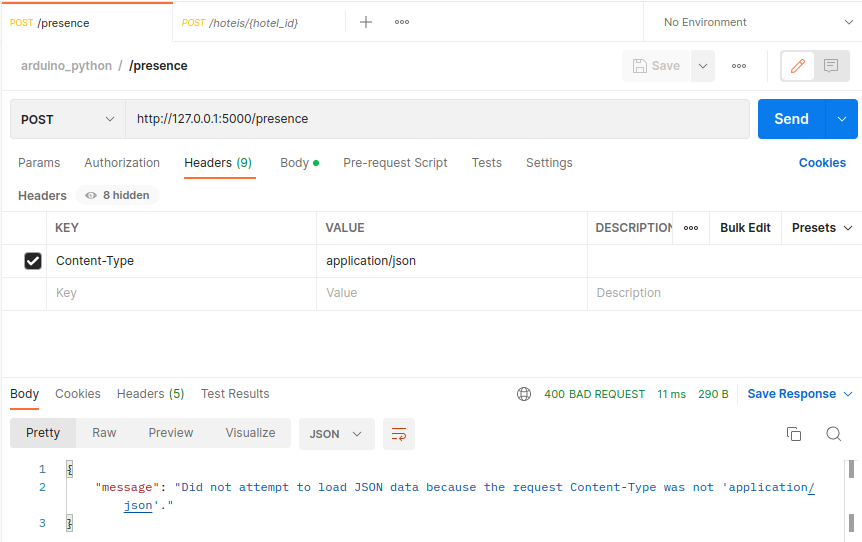 POST /presence
POST /hoteis/{hotel_id}
No Environment
arduino_python / /presence
Save
POST
http://127.0.0.1:5000/presence
Send
Params Authorization Headers (9) Body Pre-request Script Tests Settings Cookies
Headers 8 hidden
KEY VALUE DESCRIPTION Bulk Edit Presets
Content-Type application/json
Key Value Description
Body Cookies Headers (5) Test Results 400 BAD REQUEST 11 ms 290 B Save Response
Pretty Raw Preview Visualize JSON
1 {
2 "message": "Did not attempt to load JSON data because the request Content-Type was not 'application/
json'."
3 }